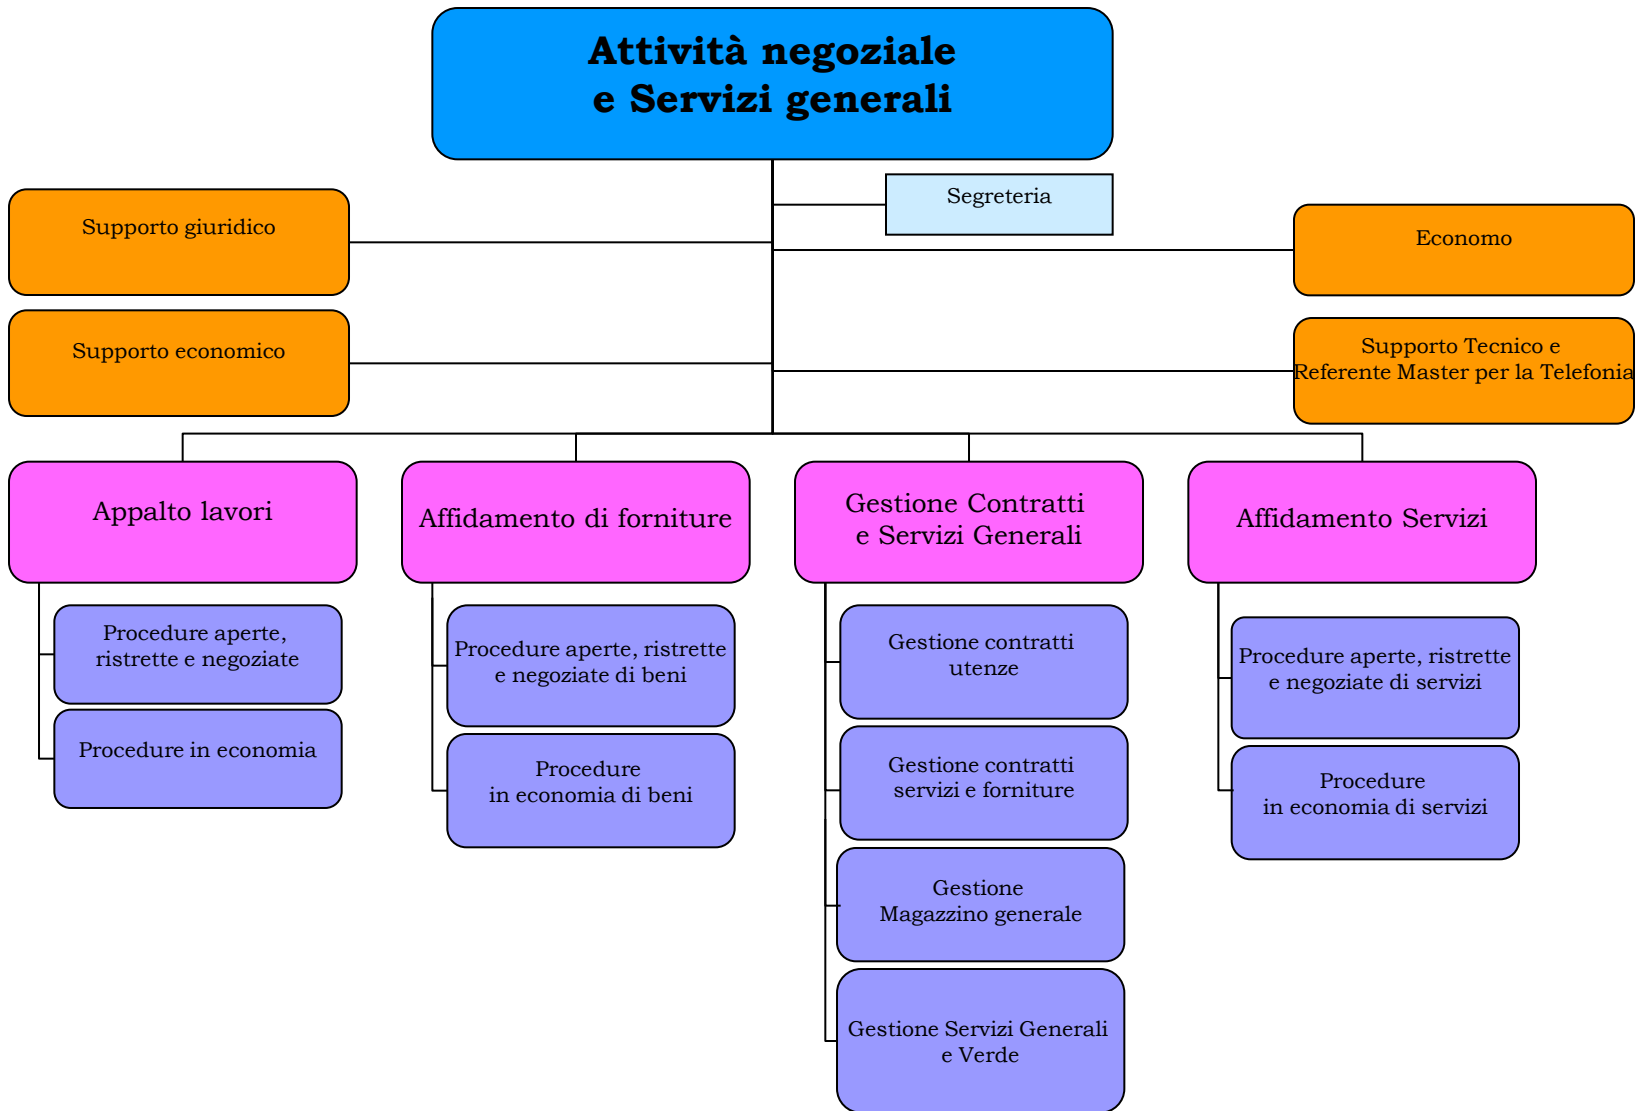 Attività negoziale
e Servizi generali
Segreteria
Supporto giuridico
Economo
Supporto economico
Supporto Tecnico e
Referente Master per la Telefonia
Appalto lavori
Affidamento di forniture
Gestione Contratti
e Servizi Generali
Affidamento Servizi
Procedure aperte,
ristrette e negoziate
Procedure in economia
Procedure aperte, ristrette
e negoziate di beni
Procedure
in economia di beni
Gestione contratti
utenze
Gestione contratti
servizi e forniture
Gestione
Magazzino generale
Gestione Servizi Generali
e Verde
Procedure aperte, ristrette
e negoziate di servizi
Procedure
in economia di servizi